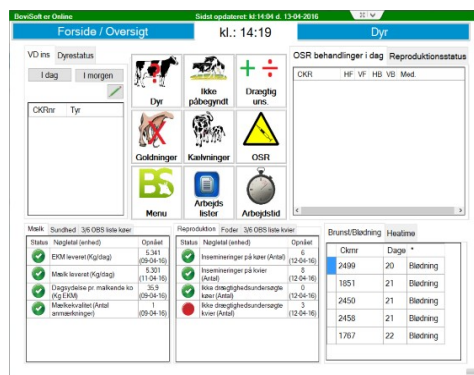 BoviSoft er Online
Sidst opdateret: kl:14:04 d. 13-04-2016
Forside / Oversigt
kl.: 14:19
Dyr
VD ins Dyrestatus
I dag I morgen
CKRnr Tyr
Dyr
Ikke påbegyndt
Drægtig uns.
Goldninger
Kælvninger
OSR
BS
Menu
Arbejds lister
Arbejdstid
OSR behandlinger i dag Reproduktionsstatus
CKR HF VF HB VB Med.
Mælk Sundhed 3/6 OBS liste køer
Status Nøgletal (enhed) Opnået
EKM leveret (Kg/dag) 5.341 (09-04-16)
Mælk leveret (Kg/dag) 5.301 (11-04-16)
Dagsydelse pr. malkende ko (Kg EKM) 35,9 (09-04-16)
Mælkekvalitet (Antal anmærkninger) 1 (09-04-16)
Reproduktion Foder 3/6 OBS liste kvier
Status Nøgletal (enhed) Opnået
Insemineringer på køer (Antal) 6 (12-04-16)
Insemineringer på kvier (Antal) 8 (12-04-16)
Ikke drægtighedsundersøgte køer (Antal) 0 (12-04-16)
Ikke drægtighedsundersøgte kvier (Antal) 3 (12-04-16)
Brunst/Blødning Heatime
Ckrnr Dage
2499 20 Blødning
1851 21 Blødning
2450 21 Blødning
2458 21 Blødning
1767 22 Blødning